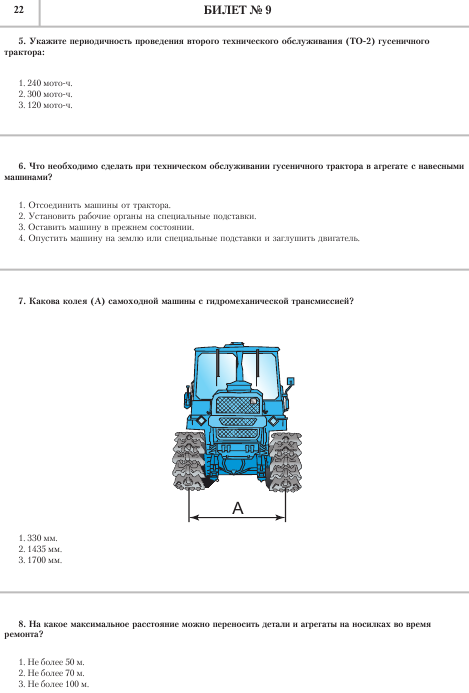 22
БИЛЕТ № 9
5. Укажите периодичность проведения второго технического обслуживания (ТО-2) гусеничного
трактора:
1. 240 мото-ч.
2. 300 мото-ч.
3. 120 мото-ч.
6. Что необходимо сделать при техническом обслуживании гусеничного трактора в агрегате с навесными
машинами?
1. Отсоединить машины от трактора.
2. Установить рабочие органы на специальные подставки.
3. Оставить машину в прежнем состоянии.
4. Опустить машину на землю или специальные подставки и заглушить двигатель.
7. Какова колея (А) самоходной машины с гидромеханической трансмиссией?
А
1. 330 мм.
2. 1435 мм.
3. 1700 мм.
8. На какое максимальное расстояние можно переносить детали и агрегаты на носилках во время
ремонта?
1. Не более 50 м.
2. Не более 70 м.
3. Не более 100 м.